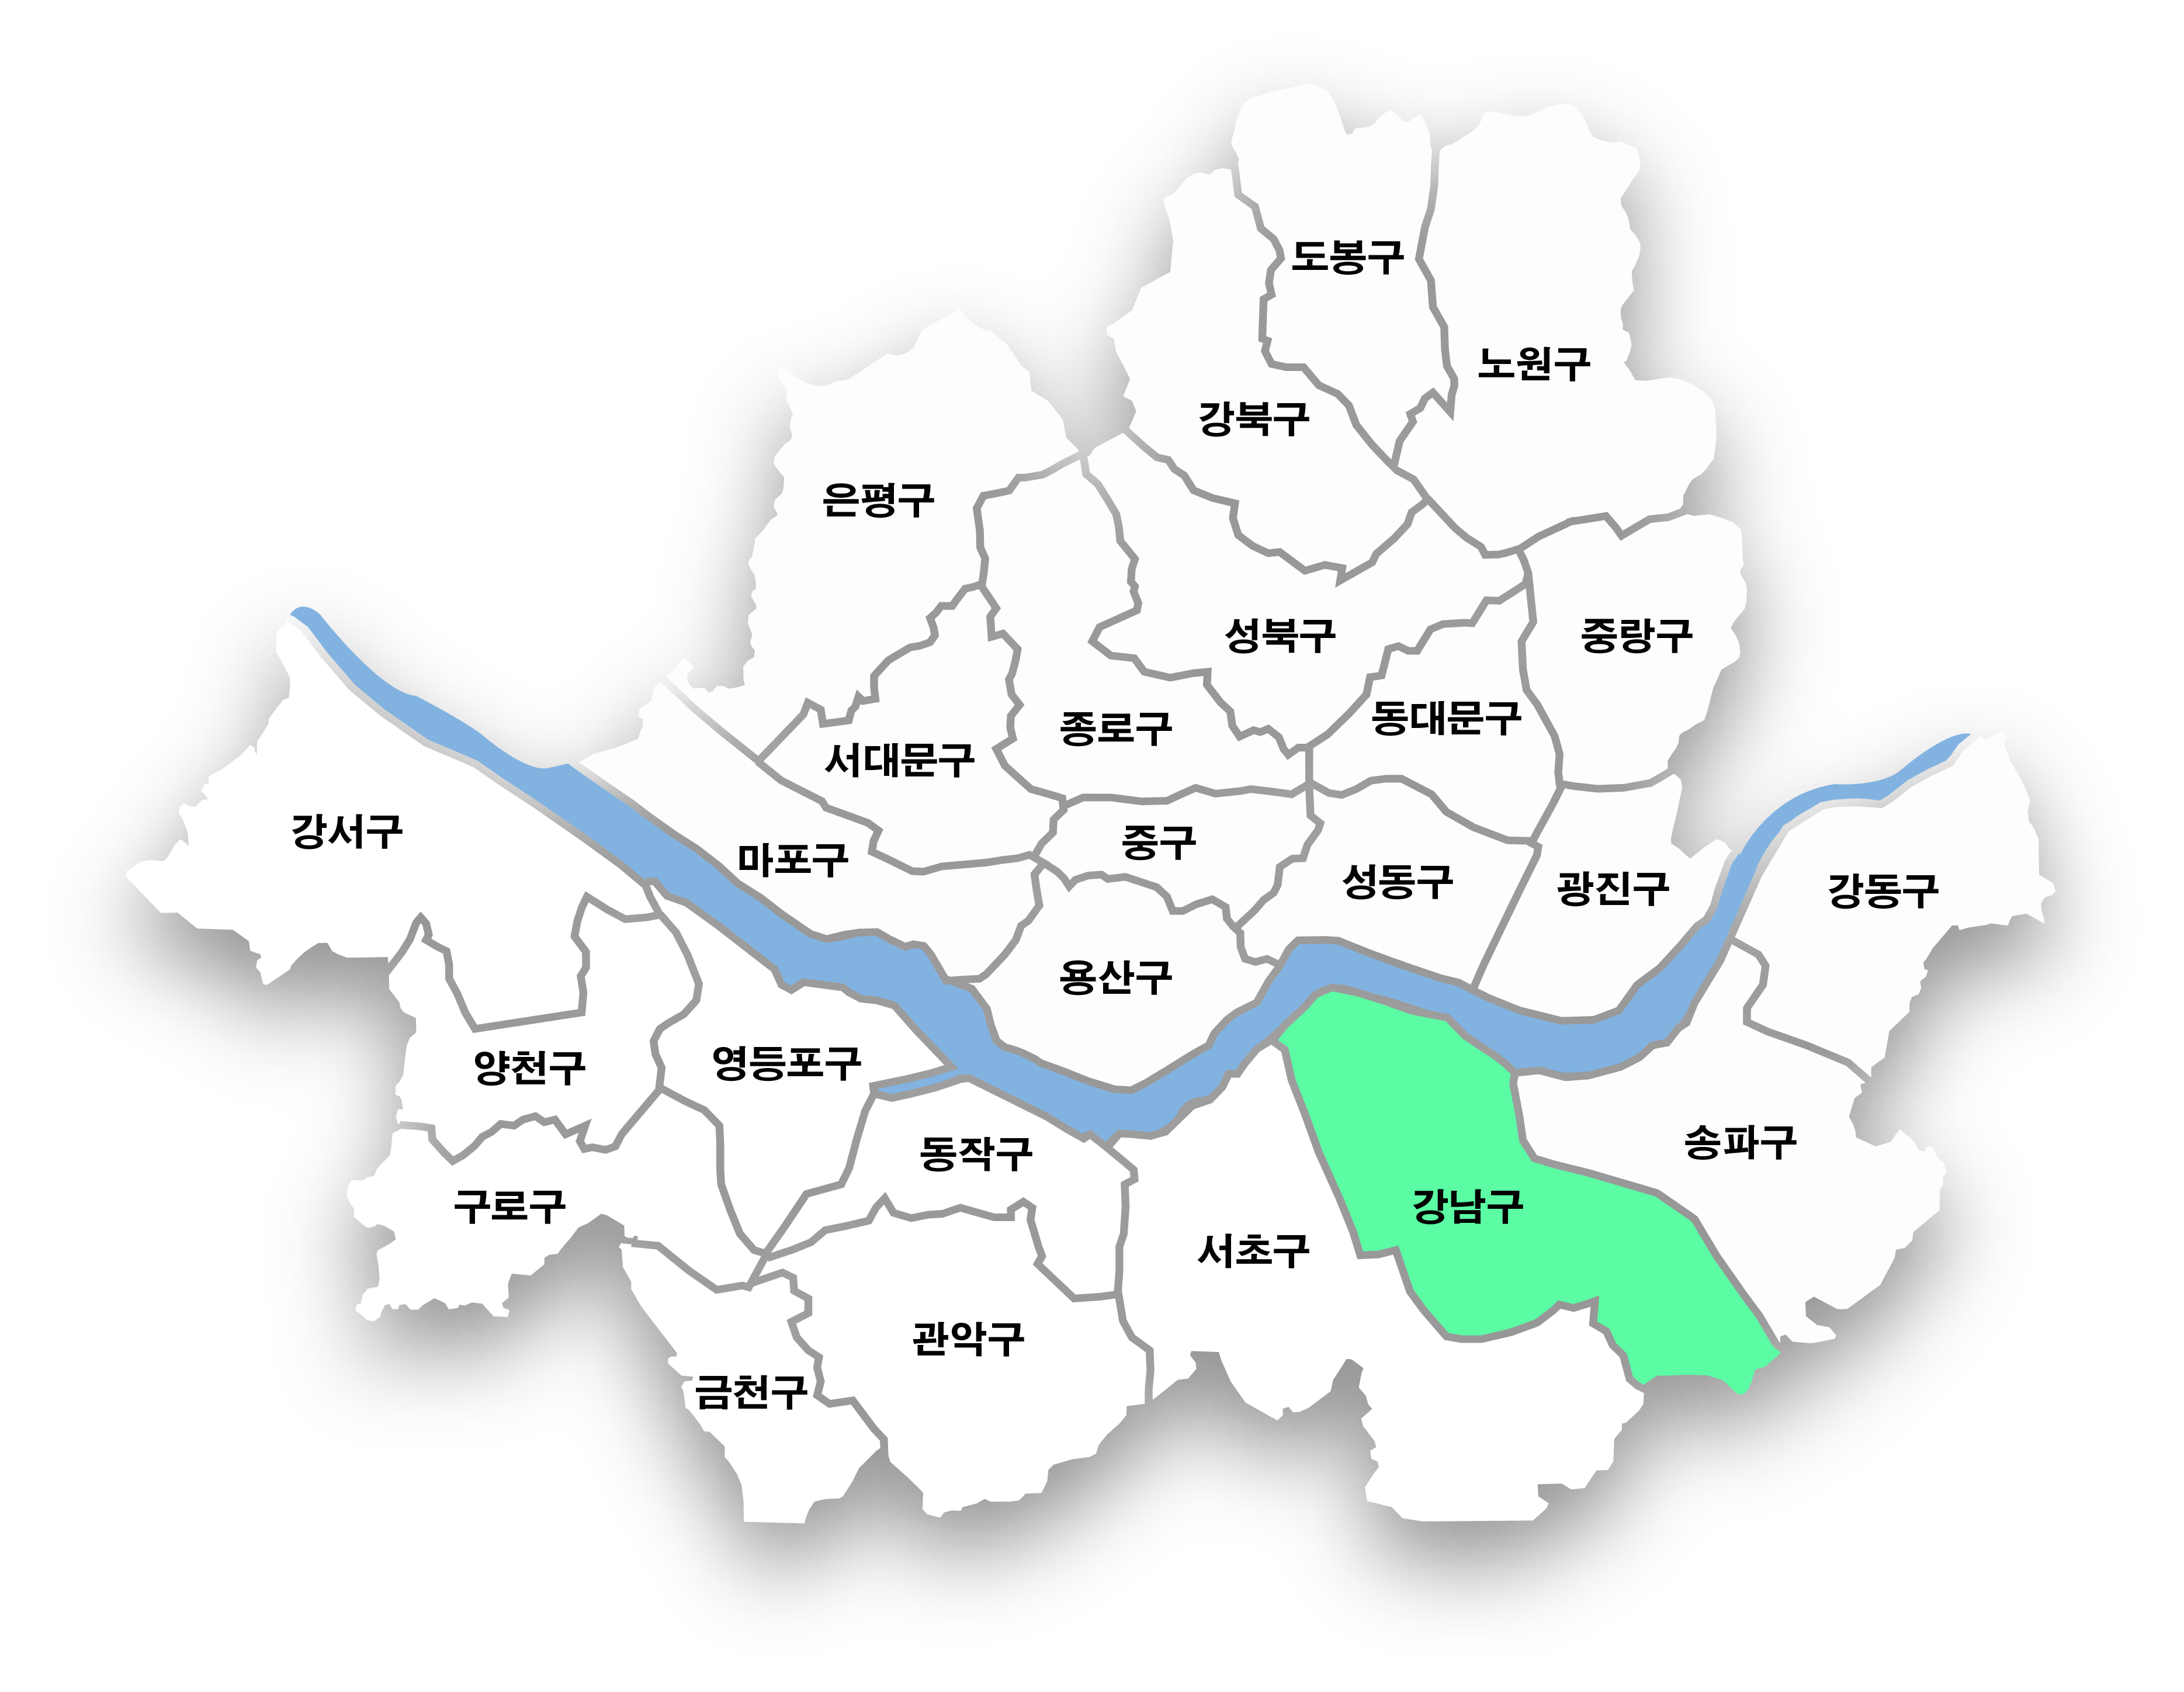 도봉구
노원구
강북구
은평구
성북구
중랑구
동대문구
종로구
서대문구
강서구
중구
마포구
성동구
광진구
강동구
용산구
양천구
영등포구
동작구
송파구
구로구
강남구
서초구
관악구
금천구